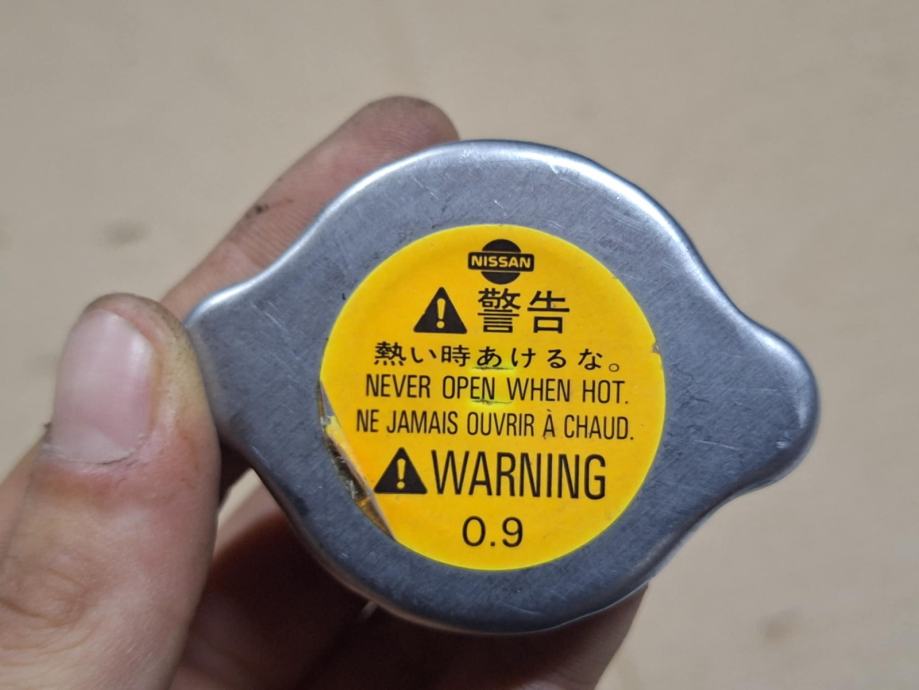 NISSAN
警告
熱い時あけるな。
NEVER OPEN WHEN HOT.
NE JAMAIS OUVRIR À CHAUD.
WARNING
0.9